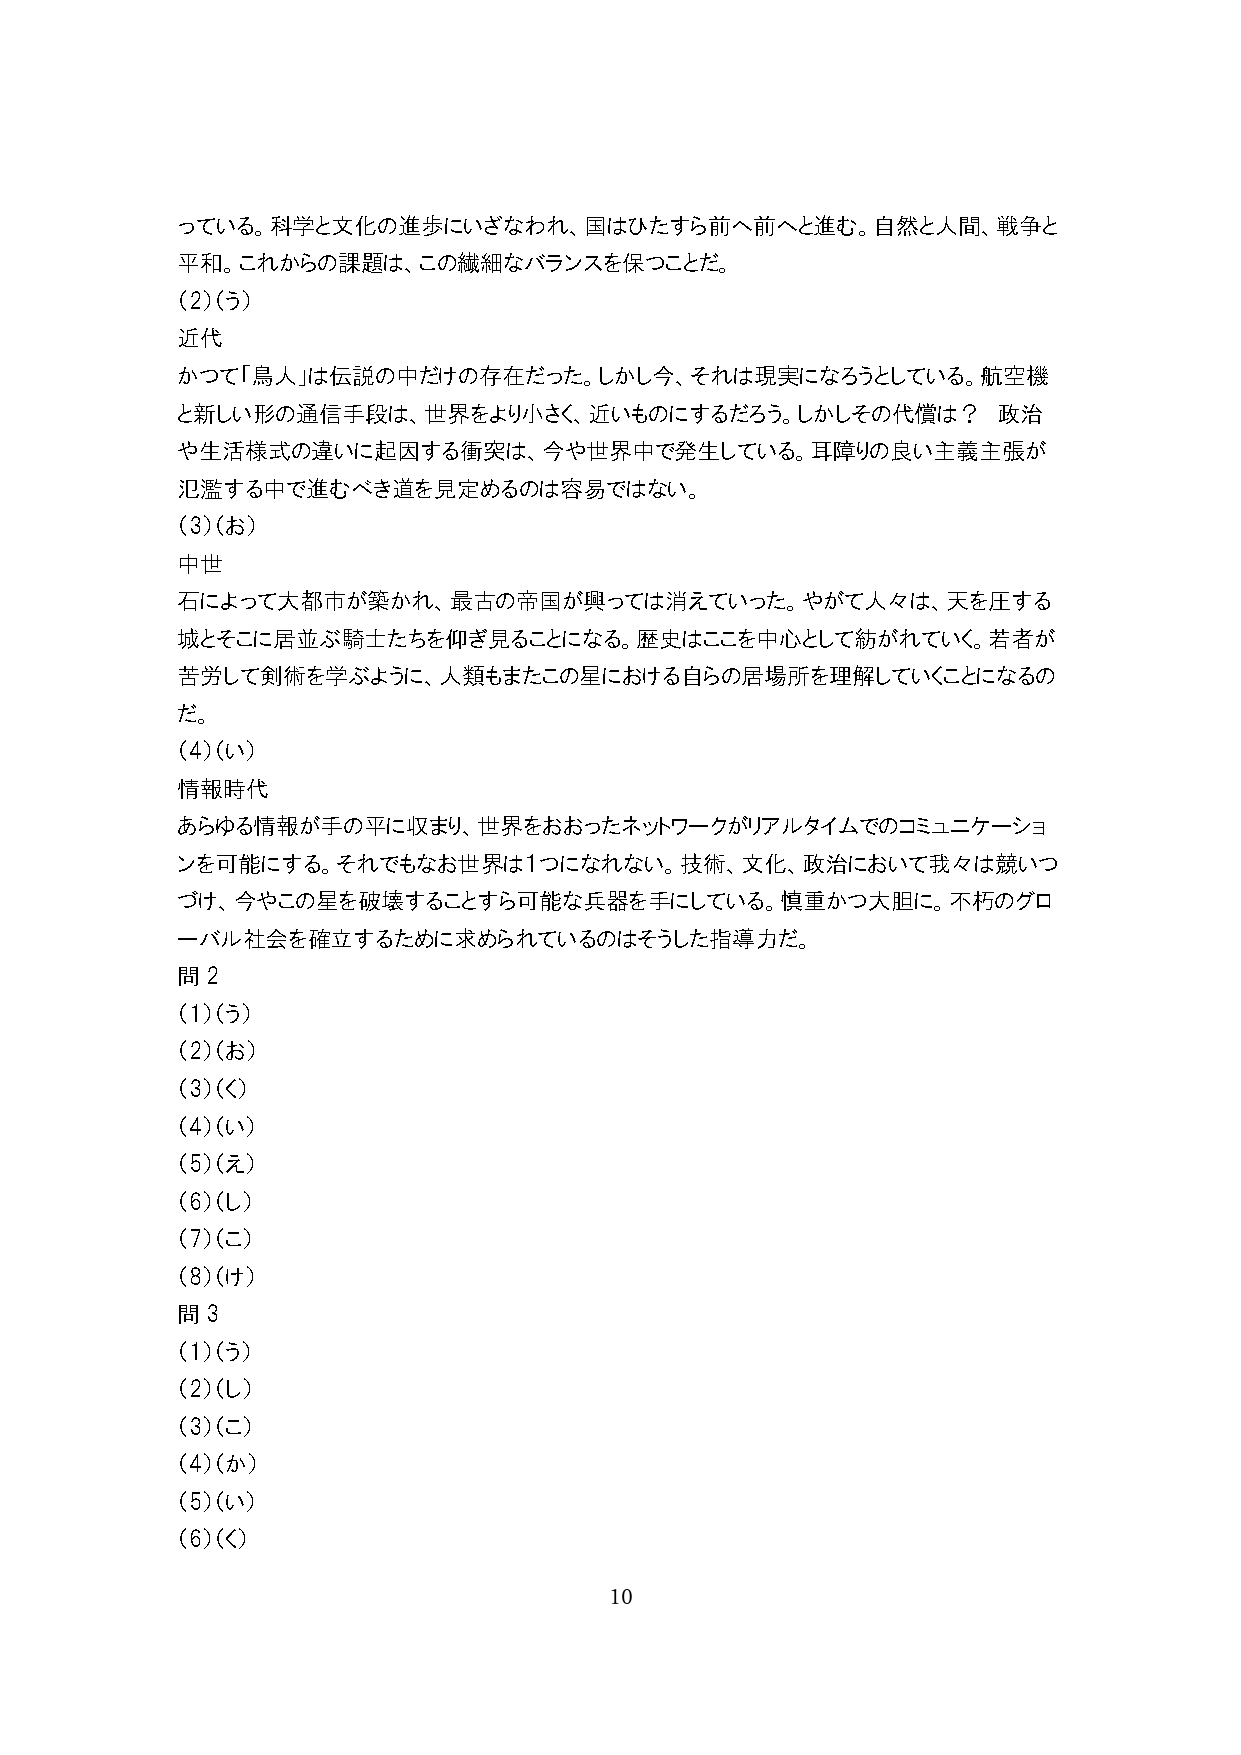 っている。科学と文化の進歩にいざなわれ、国はひたすら前へ前へと進む。自然と人間、戦争と
平和。これからの課題は、この繊細なバランスを保つことだ。
(2)(う)
近代
かつて｢鳥人｣は伝説の中だけの存在だった。しかし今、それは現実になろうとしている。航空機
と新しい形の通信手段は、世界をより小さく、近いものにするだろう。しかしその代償は？　政治
や生活様式の違いに起因する衝突は、今や世界中で発生している。耳障りの良い主義主張が
氾濫する中で進むべき道を見定めるのは容易ではない。
(3)(お)
中世
石によって大都市が築かれ、最古の帝国が興っては消えていった。やがて人々は、天を圧する
城とそこに居並ぶ騎士たちを仰ぎ見ることになる。歴史はここを中心として紡がれていく。若者が
苦労して剣術を学ぶように、人類もまたこの星における自らの居場所を理解していくことになるの
だ。
(4)(い)
情報時代
あらゆる情報が手の平に収まり、世界をおおったネットワークがリアルタイムでのコミュニケーショ
ンを可能にする。それでもなお世界は1つになれない。技術、文化、政治において我々は競いつ
づけ、今やこの星を破壊することすら可能な兵器を手にしている。慎重かつ大胆に。不朽のグロ
ーバル社会を確立するために求められているのはそうした指導力だ。
問 2
(1)(う)
(2)(お)
(3)(く)
(4)(い)
(5)(え)
(6)(し)
(7)(こ)
(8)(け)
問 3
(1)(う)
(2)(し)
(3)(こ)
(4)(か)
(5)(い)
(6)(く)
10